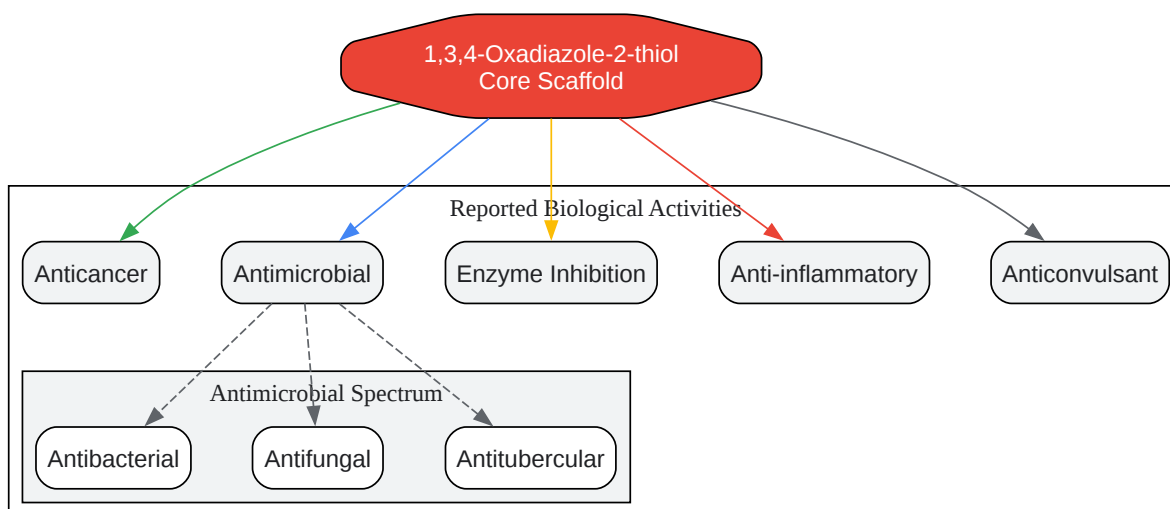 1,3,4-Oxadiazole-2-thiol
Core Scaffold
Reported Biological Activities
Anticancer
Antimicrobial
Enzyme Inhibition
Anti-inflammatory
Anticonvulsant
Antimicrobial Spectrum
Antibacterial
Antifungal
Antitubercular